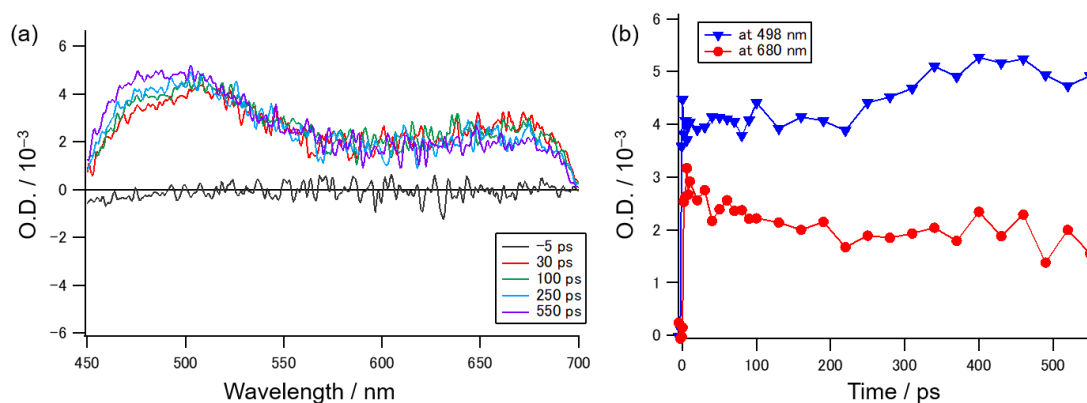 (a)
O.D. / 10⁻³
6
4
2
0
-2
-4
-6
450
500
550
600
650
700
Wavelength / nm
−5 ps
30 ps
100 ps
250 ps
550 ps
(b)
O.D. / 10⁻³
6
5
4
3
2
1
0
0
100
200
300
400
500
Time / ps
at 498 nm
at 680 nm